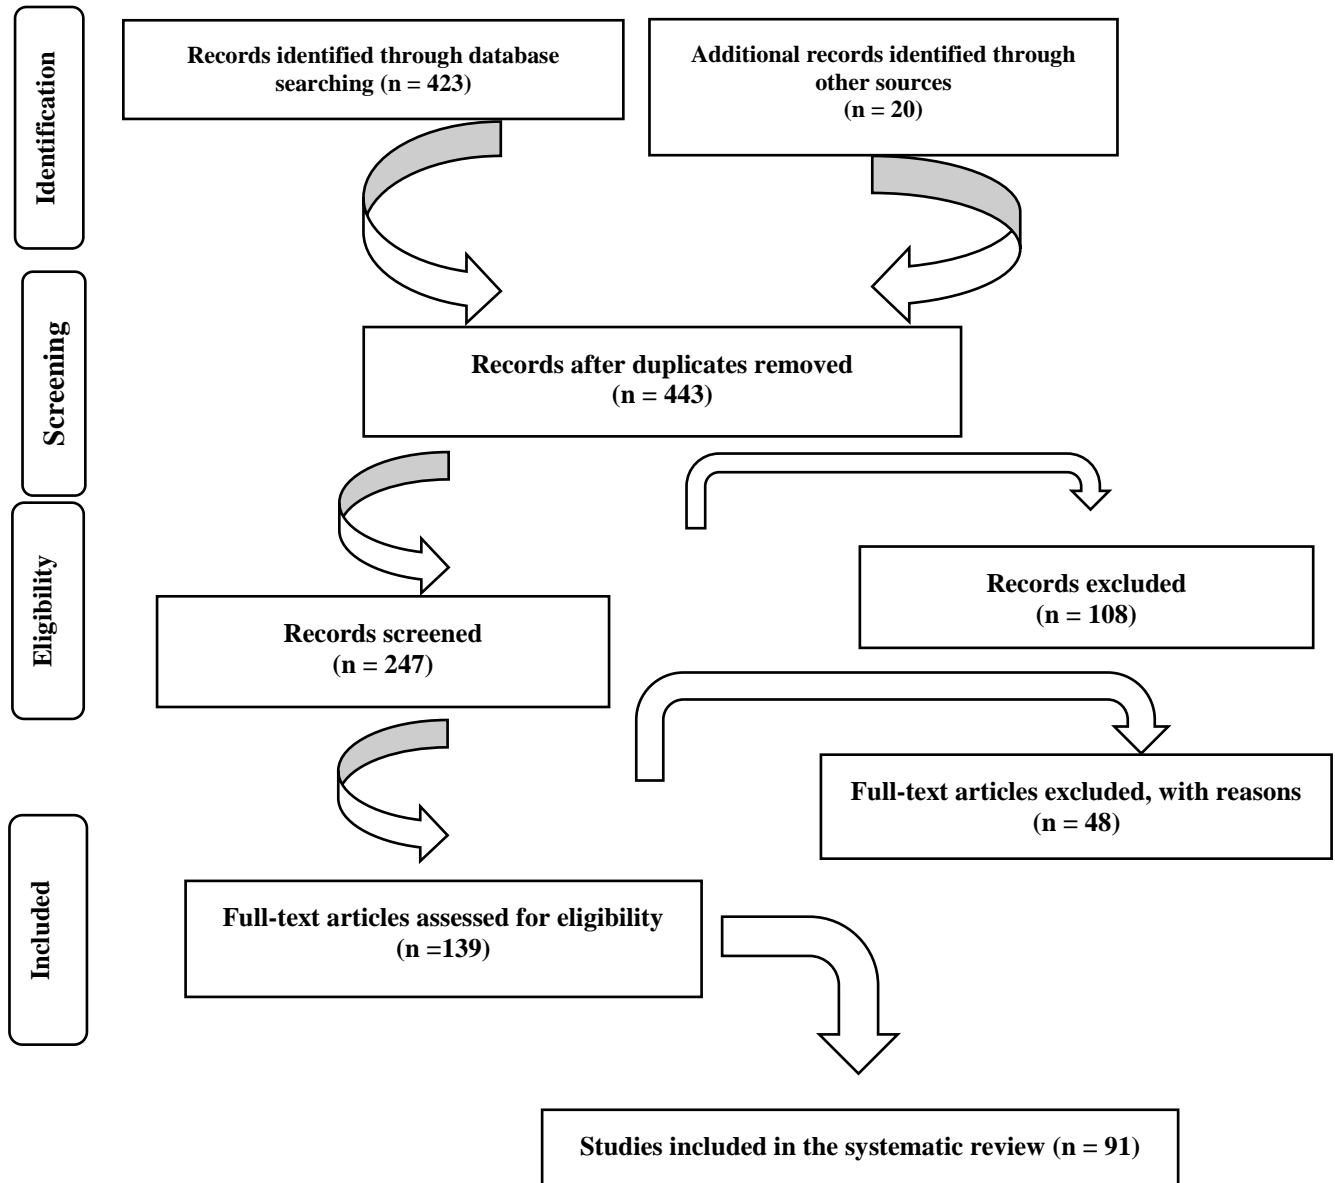 Identification
Records identified through database
searching (n = 423)
Additional records identified through
other sources
(n = 20)
Screening
Records after duplicates removed
(n = 443)
Eligibility
Records excluded
(n = 108)
Records screened
(n = 247)
Full-text articles excluded, with reasons
(n = 48)
Included
Full-text articles assessed for eligibility
(n =139)
Studies included in the systematic review (n = 91)